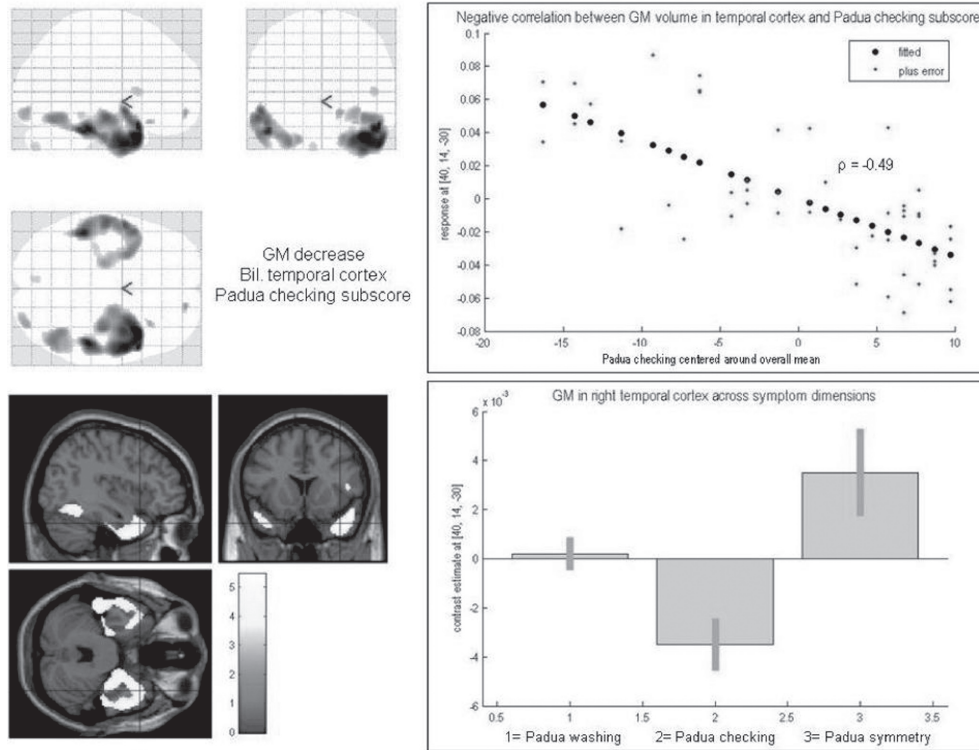 GM decrease
Bil. temporal cortex
Padua checking subscore
Negative correlation between GM volume in temporal cortex and Padua checking subscore
0.1
0.08
0.06
0.04
0.02
0
-0.02
-0.04
-0.06
-0.08
response at [40, 14, -30]
fitted
plus error
ρ = -0.49
-20 -15 -10 -5 0 5 10
Padua checking centered around overall mean
5
4
3
2
1
0
GM in right temporal cortex across symptom dimensions
x 10⁻³
6
4
2
0
-2
-4
-6
contrast estimate at [40, 14, -30]
0.5 1 1.5 2 2.5 3 3.5
1= Padua washing 2= Padua checking 3= Padua symmetry